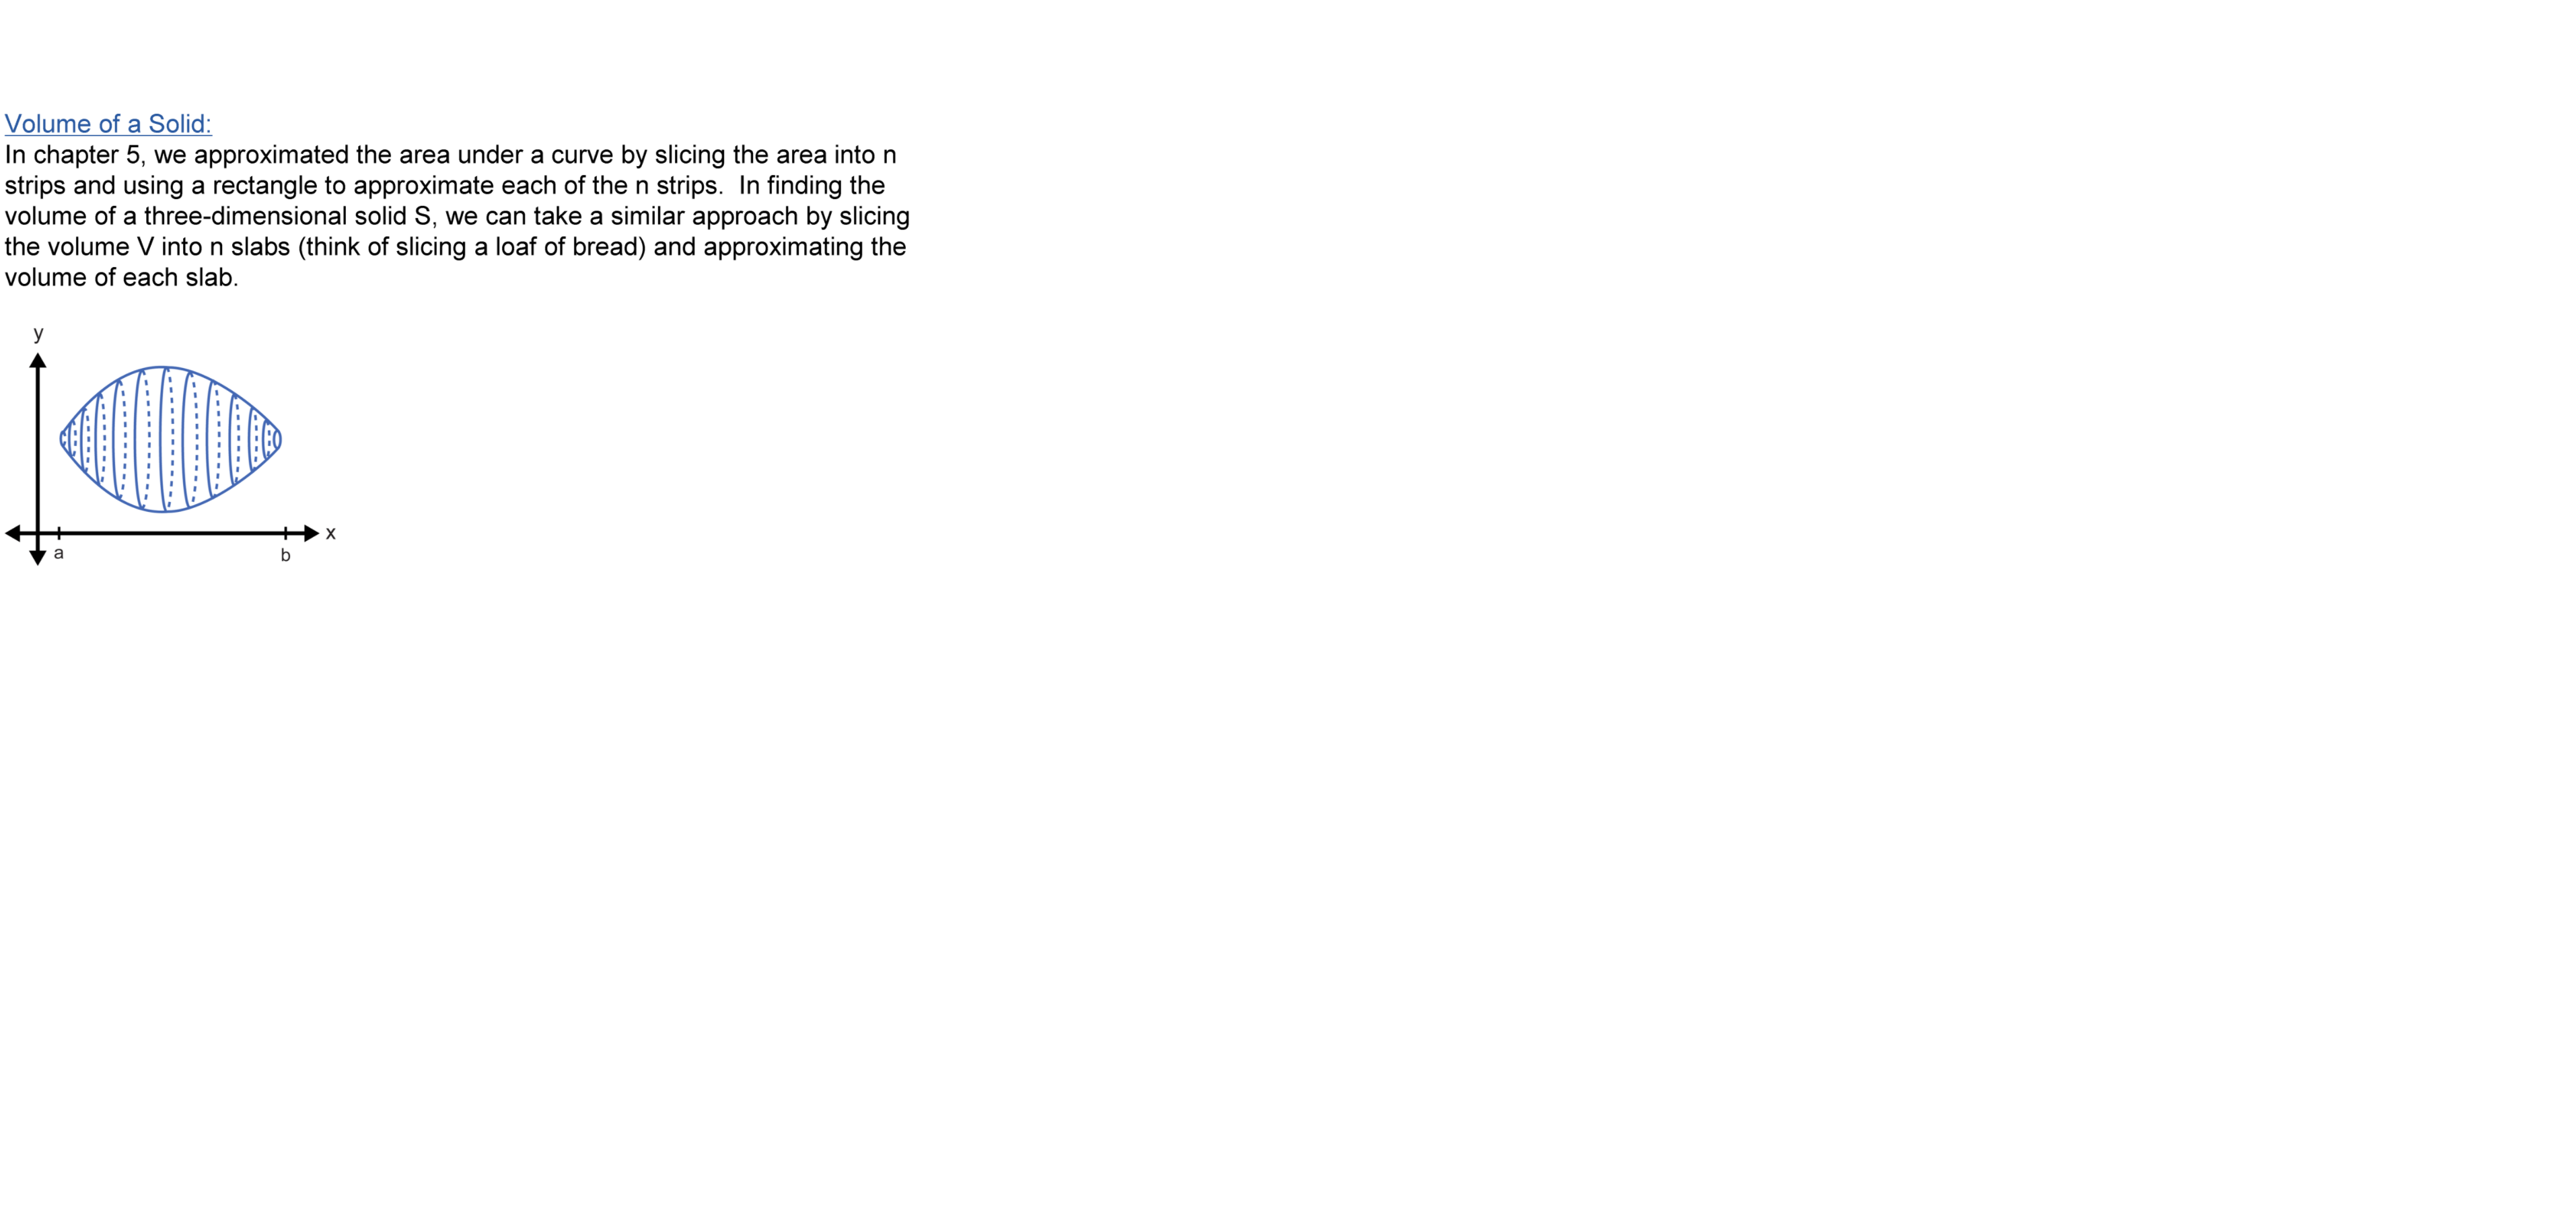 Volume of a Solid:
In chapter 5, we approximated the area under a curve by slicing the area into n
strips and using a rectangle to approximate each of the n strips.  In finding the
volume of a three-dimensional solid S, we can take a similar approach by slicing
the volume V into n slabs (think of slicing a loaf of bread) and approximating the
volume of each slab.
y
x
a
b